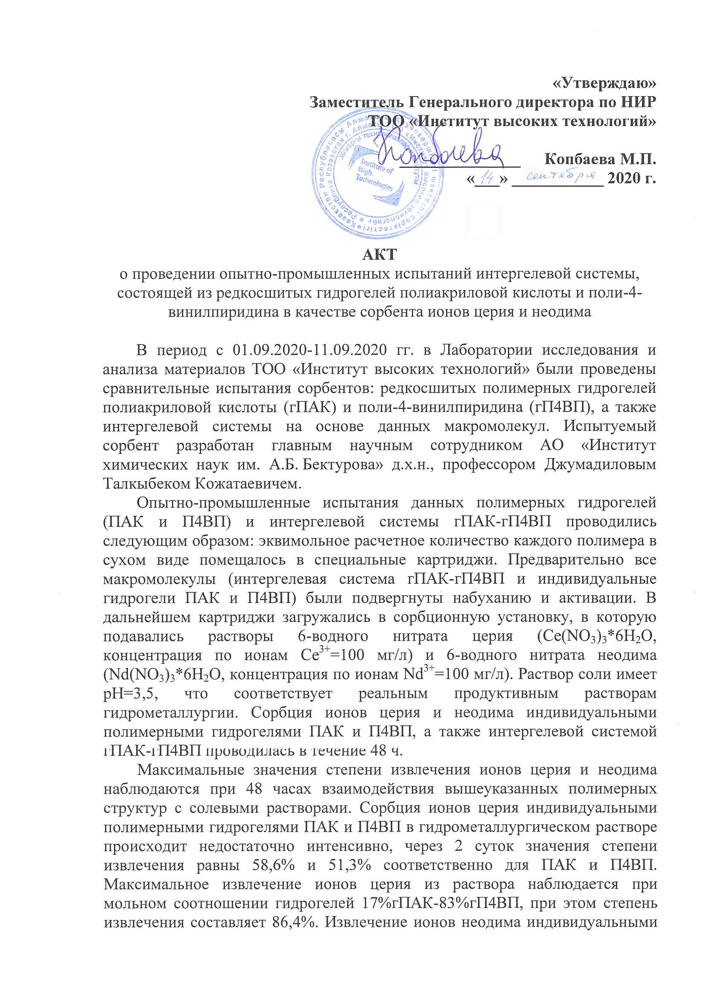 «Утверждаю»
Заместитель Генерального директора по НИР
ТОО «Институт высоких технологий»
Копбаева
Копбаева М.П.
« 14 » сентября 2020 г.
Institute of
High
Technologies
АКТ
о проведении опытно-промышленных испытаний интергелевой системы,
состоящей из редкосшитых гидрогелей полиакриловой кислоты и поли-4-
винилпиридина в качестве сорбента ионов церия и неодима
В период с 01.09.2020-11.09.2020 гг. в Лаборатории исследования и
анализа материалов ТОО «Институт высоких технологий» были проведены
сравнительные испытания сорбентов: редкосшитых полимерных гидрогелей
полиакриловой кислоты (гПАК) и поли-4-винилпиридина (гП4ВП), а также
интергелевой системы на основе данных макромолекул. Испытуемый
сорбент разработан главным научным сотрудником АО «Институт
химических наук им. А.Б. Бектурова» д.х.н., профессором Джумадиловым
Талкыбеком Кожатаевичем.
Опытно-промышленные испытания данных полимерных гидрогелей
(ПАК и П4ВП) и интергелевой системы гПАК-гП4ВП проводились
следующим образом: эквимольное расчетное количество каждого полимера в
сухом виде помещалось в специальные картриджи. Предварительно все
макромолекулы (интергелевая система гПАК-гП4ВП и индивидуальные
гидрогели ПАК и П4ВП) были подвергнуты набуханию и активации. В
дальнейшем картриджи загружались в сорбционную установку, в которую
подавались растворы 6-водного нитрата церия (Ce(NO₃)₃*6H₂O,
концентрация по ионам Ce³⁺=100 мг/л) и 6-водного нитрата неодима
(Nd(NO₃)₃*6H₂O, концентрация по ионам Nd³⁺=100 мг/л). Раствор соли имеет
рН=3,5, что соответствует реальным продуктивным растворам
гидрометаллургии. Сорбция ионов церия и неодима индивидуальными
полимерными гидрогелями ПАК и П4ВП, а также интергелевой системой
гПАК-гП4ВП проводилась в течение 48 ч.
Максимальные значения степени извлечения ионов церия и неодима
наблюдаются при 48 часах взаимодействия вышеуказанных полимерных
структур с солевыми растворами. Сорбция ионов церия индивидуальными
полимерными гидрогелями ПАК и П4ВП в гидрометаллургическом растворе
происходит недостаточно интенсивно, через 2 суток значения степени
извлечения равны 58,6% и 51,3% соответственно для ПАК и П4ВП.
Максимальное извлечение ионов церия из раствора наблюдается при
мольном соотношении гидрогелей 17%гПАК-83%гП4ВП, при этом степень
извлечения составляет 86,4%. Извлечение ионов неодима индивидуальными